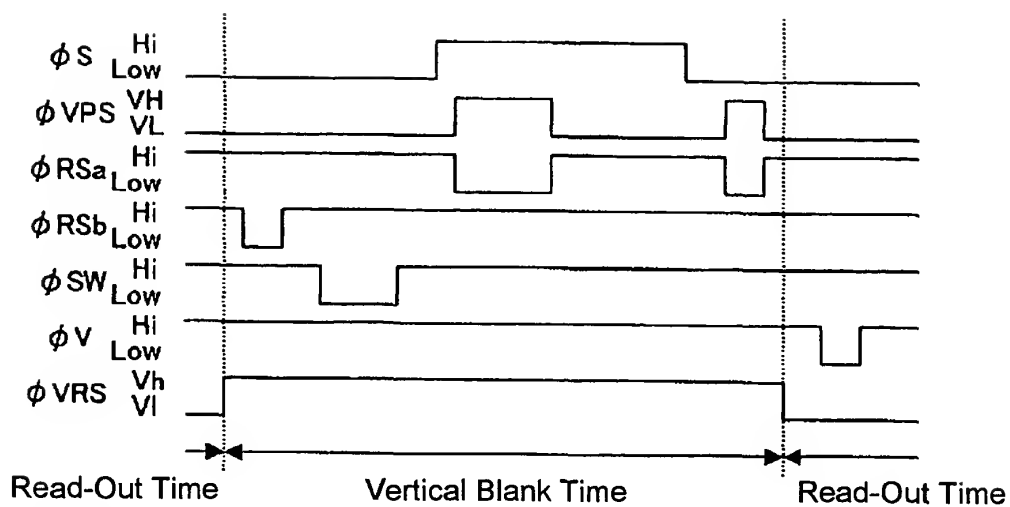 ϕS Hi
Low
ϕVPS VH
VL
ϕRSa Hi
Low
ϕRSb Hi
Low
ϕSW Hi
Low
ϕV Hi
Low
ϕVRS Vh
Vl
Read-Out Time Vertical Blank Time Read-Out Time